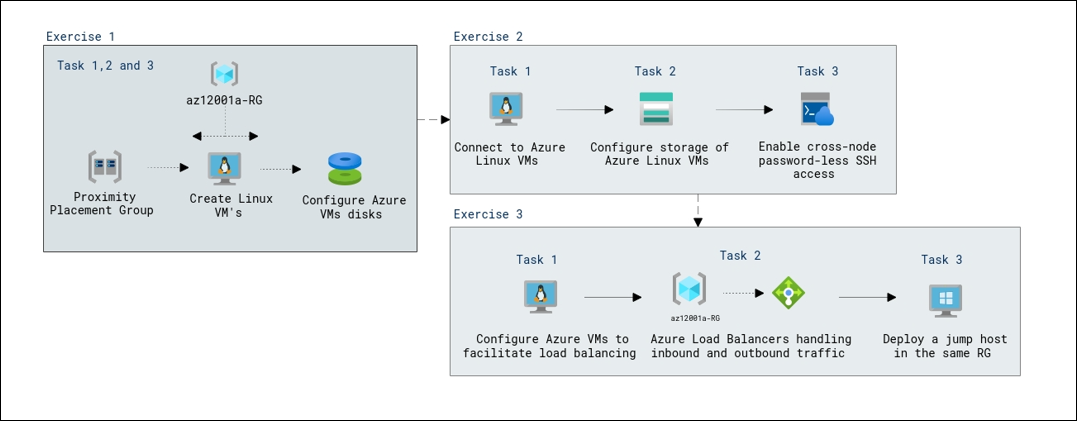 Exercise 1
Task 1,2 and 3
az12001a-RG
Proximity
Placement Group
Create Linux
VM's
Configure Azure
VMs disks
Exercise 2
Task 1
Task 2
Task 3
Connect to Azure
Linux VMs
Configure storage of
Azure Linux VMs
Enable cross-node
password-less SSH
access
Exercise 3
Task 1
Task 2
Task 3
az12001a-RG
Configure Azure VMs to
facilitate load balancing
Azure Load Balancers handling
inbound and outbound traffic
Deploy a jump host
in the same RG